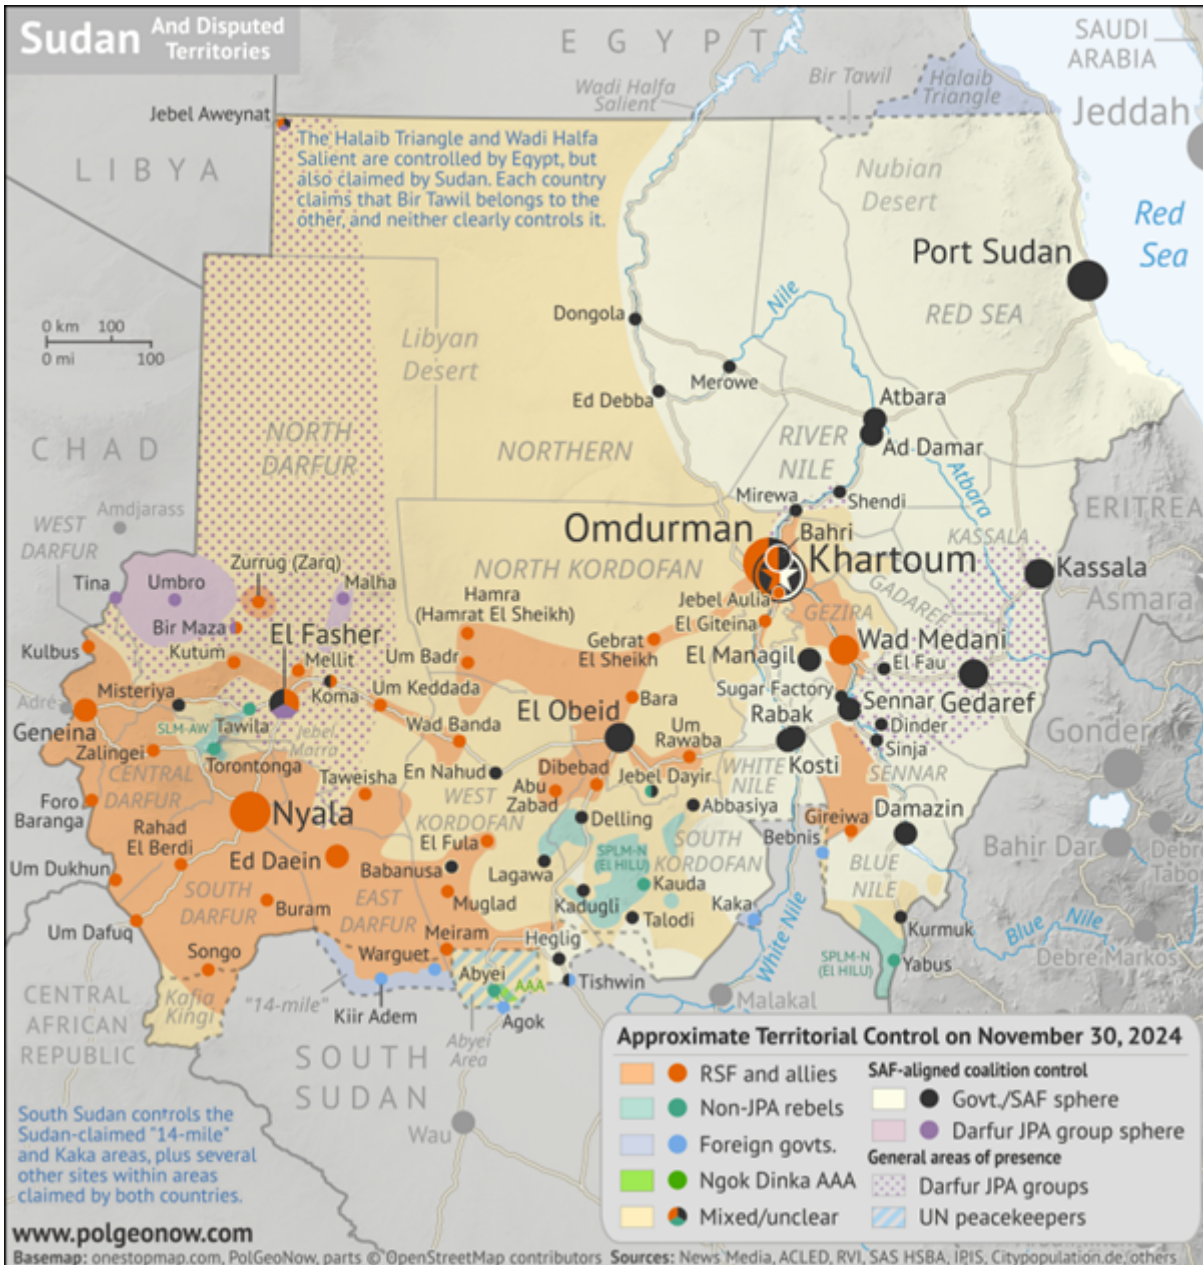 Sudan
And Disputed
Territories
EGYPT
SAUDI
ARABIA
Wadi Halfa
Salient
Bir Tawil
Halaib
Triangle
Jeddah
Jebel Aweynat
LIBYA
The Halaib Triangle and Wadi Halfa
Salient are controlled by Egypt, but
also claimed by Sudan. Each country
claims that Bir Tawil belongs to the
other, and neither clearly controls it.
Nubian
Desert
Red
Sea
Port Sudan
RED SEA
Nile
Dongola
0 km 100
0 mi 100
Libyan
Desert
Merowe
Ed Debba
Atbara
CHAD
NORTH
DARFUR
NORTHERN
RIVER
NILE
Ad Damar
Atbara
Mirewa
Shendi
ERITREA
Amdjarass
WEST
DARFUR
Omdurman
Bahri
KASSALA
Khartoum
Kassala
Zurrug (Zarq)
NORTH KORDOFAN
Tina
Umbro
Malha
Hamra
(Hamrat El Sheikh)
Jebel Aulia
GEZIRA
GADAREF
Asmara
Bir Maza
El Fasher
El Giteina
Gebrat
El Sheikh
Wad Medani
Kulbus
Kutum
Mellit
Um Badr
El Managil
El Fau
Koma
Misteriya
Um Keddada
Bara
Sugar Factory
Sennar
Gedaref
Adré
Geneina
SLM-AW
Tawila
Jebel
Marra
Wad Banda
El Obeid
Um
Rawaba
Rabak
Dinder
Gonder
Zalingei
Torontonga
Sinja
Kosti
CENTRAL
DARFUR
Taweisha
En Nahud
Dibebad
Jebel Dayir
WHITE
NILE
SENNAR
Foro
Baranga
Nyala
WEST
KORDOFAN
Abu
Zabad
Abbasiya
Damazin
Delling
Gireiwa
Rahad
El Berdi
El Fula
SOUTH
KORDOFAN
Bebnis
Bahir Dar
Debre
Tabor
Ed Daein
SPLM-N
(El HILU)
Um Dukhun
Babanusa
Lagawa
Kauda
BLUE
NILE
SOUTH
DARFUR
Buram
EAST
DARFUR
Muglad
Kadugli
Talodi
Kaka
Um Dafuq
Meiram
Kurmuk
Blue Nile
Songo
Warguet
Heglig
White Nile
Debre Markos
SPLM-N
(El HILU)
Yabus
Abyei
AAA
Tishwin
CENTRAL
AFRICAN
REPUBLIC
Kafia
Kingi
"14-mile"
Kiir Adem
Agok
Abyei
Area
Malakal
SOUTH
SUDAN
Wau
South Sudan controls the
Sudan-claimed "14-mile"
and Kaka areas, plus several
other sites within areas
claimed by both countries.
Approximate Territorial Control on November 30, 2024
RSF and allies
Non-JPA rebels
Foreign govts.
Ngok Dinka AAA
Mixed/unclear
SAF-aligned coalition control
Govt./SAF sphere
Darfur JPA group sphere
General areas of presence
Darfur JPA groups
UN peacekeepers
www.polgeonow.com
Basemap: onestopmap.com, PolGeoNow, parts © OpenStreetMap contributors Sources: News Media, ACLED, RVI, SAS HSBA, IPIS, Citypopulation.de, others